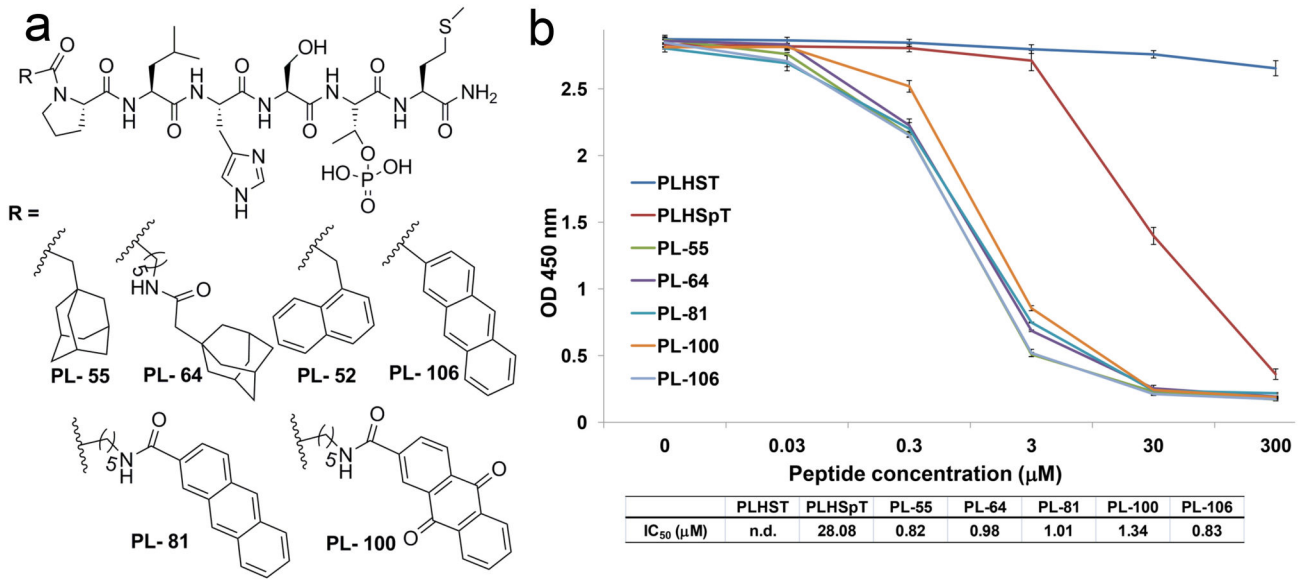 a
O
R
N
O
H
N
O
N
H
O
OH
H
N
O
N
H
O
H
N
S
O
NH₂
N
N
H
O
HO
P
OH
O
R =
5
HN
O
PL- 55
PL- 64
PL- 52
PL- 106
5
N
H
O
PL- 81
5
N
H
O
O
O
PL- 100
b
OD 450 nm
2.5
2
1.5
1
0.5
0
PLHST
PLHSpT
PL-55
PL-64
PL-81
PL-100
PL-106
0 0.03 0.3 3 30 300
Peptide concentration (µM)
PLHST PLHSpT PL-55 PL-64 PL-81 PL-100 PL-106
IC₅₀ (µM) n.d. 28.08 0.82 0.98 1.01 1.34 0.83